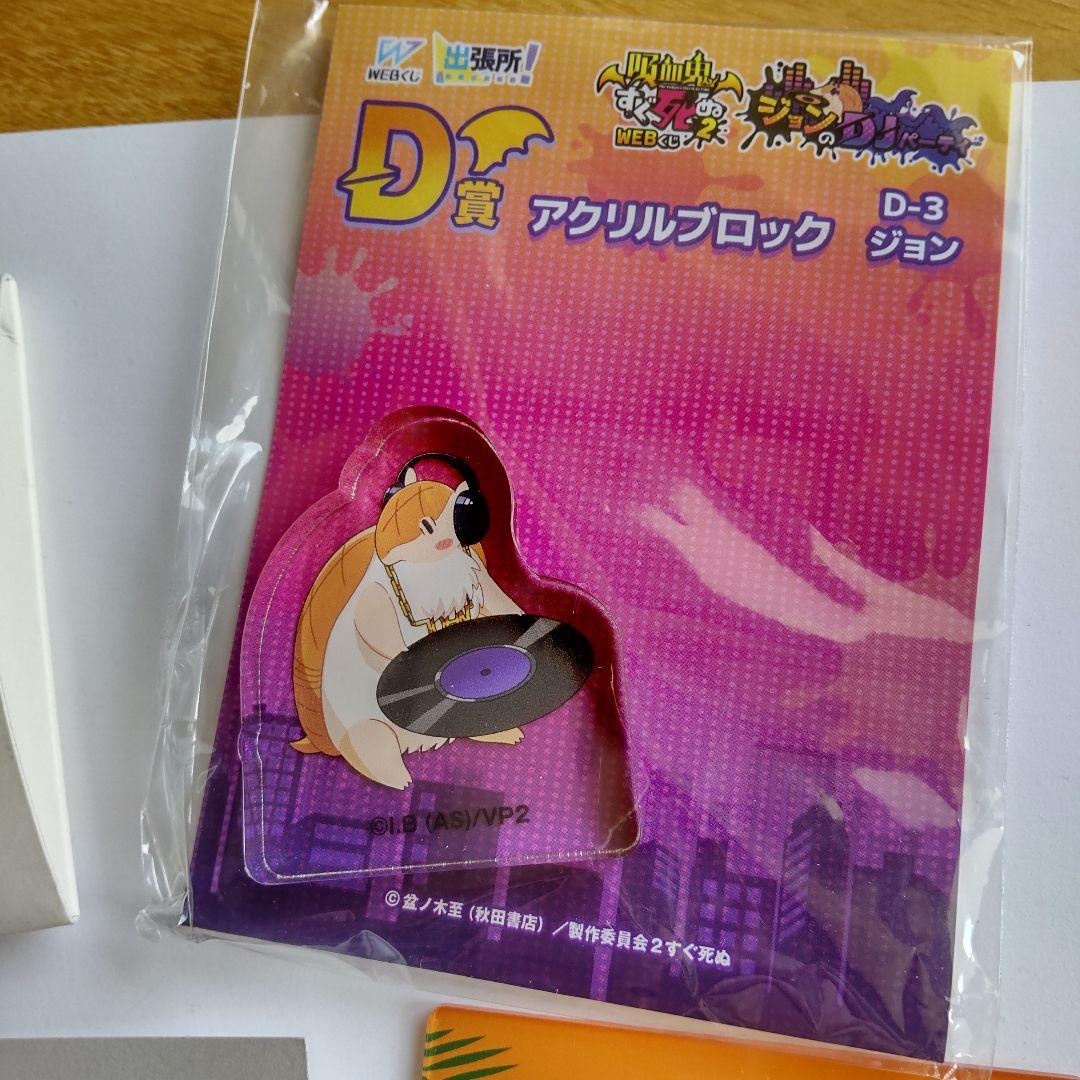 WEBくじ
出張所!
吸血鬼
すぐ死ぬ2
WEBくじ
ジョンのDJパーティ
D賞
アクリルブロック
D-3
ジョン
©I.B (AS)/VP2
© 盆ノ木至(秋田書店)/製作委員会2すぐ死ぬ